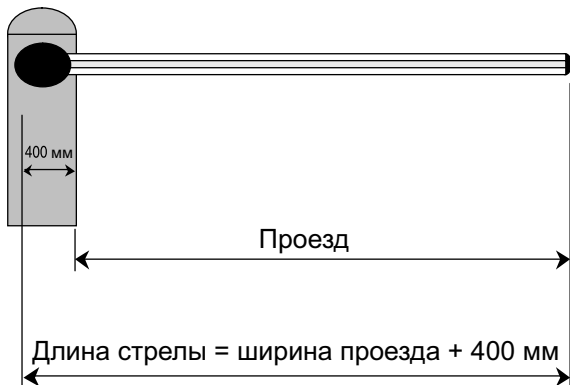 400 мм
Проезд
Длина стрелы = ширина проезда + 400 мм